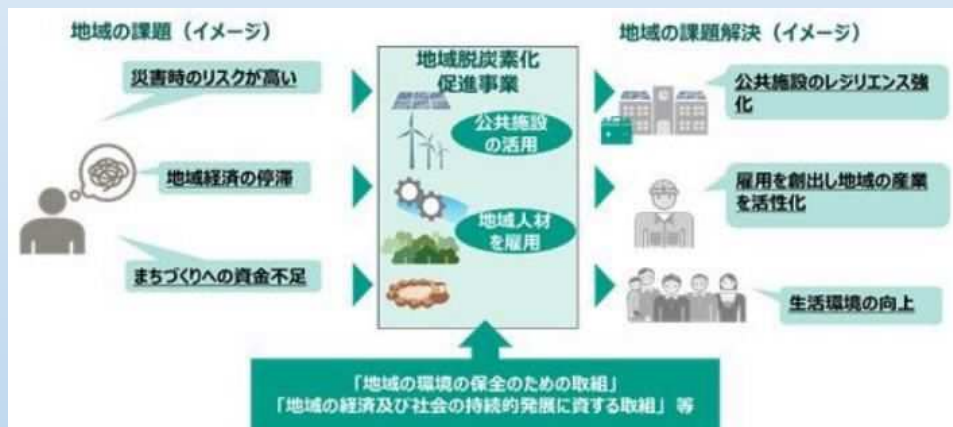 地域の課題（イメージ）
災害時のリスクが高い
地域経済の停滞
まちづくりへの資金不足
地域脱炭素化
促進事業
公共施設
の活用
地域人材
を雇用
地域の課題解決（イメージ）
公共施設のレジリエンス強
化
雇用を創出し地域の産業
を活性化
生活環境の向上
「地域の環境の保全のための取組」
「地域の経済及び社会の持続的発展に資する取組」等